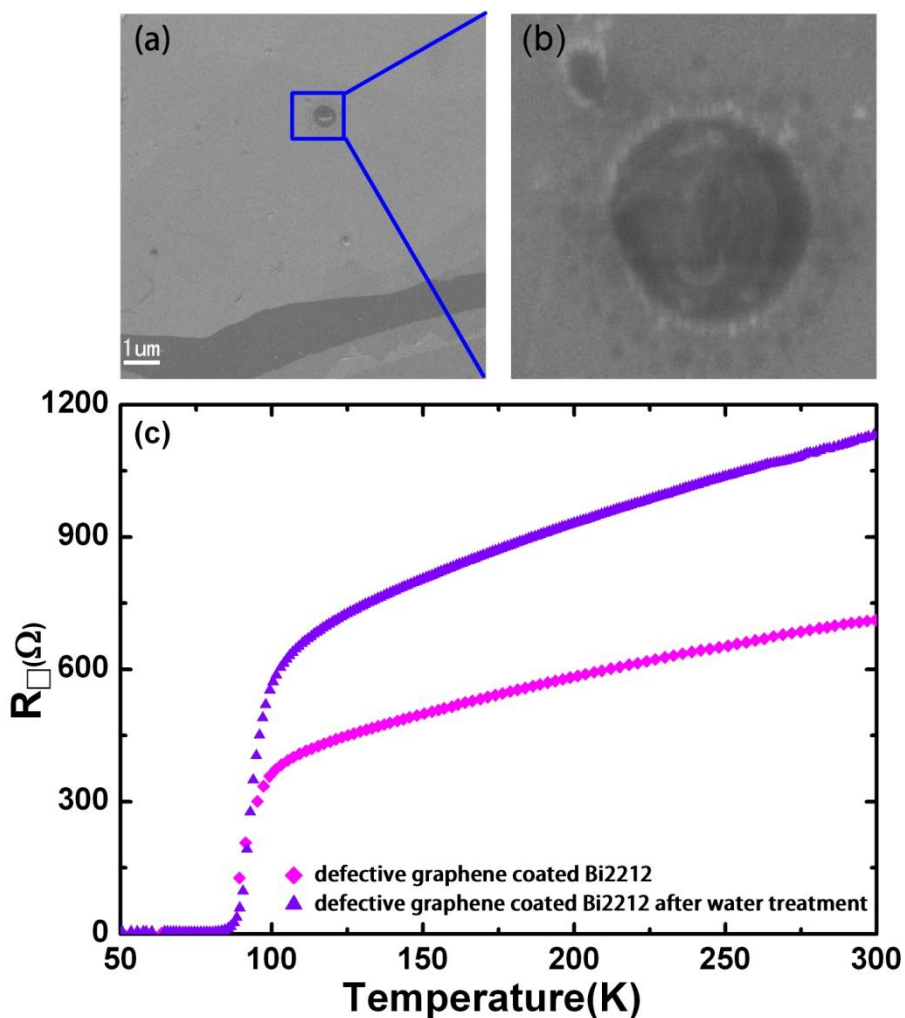 (a)
(b)
1um
(c)
1200
900
600
300
0
R□(Ω)
defective graphene coated Bi2212
defective graphene coated Bi2212 after water treatment
50 100 150 200 250 300
Temperature(K)